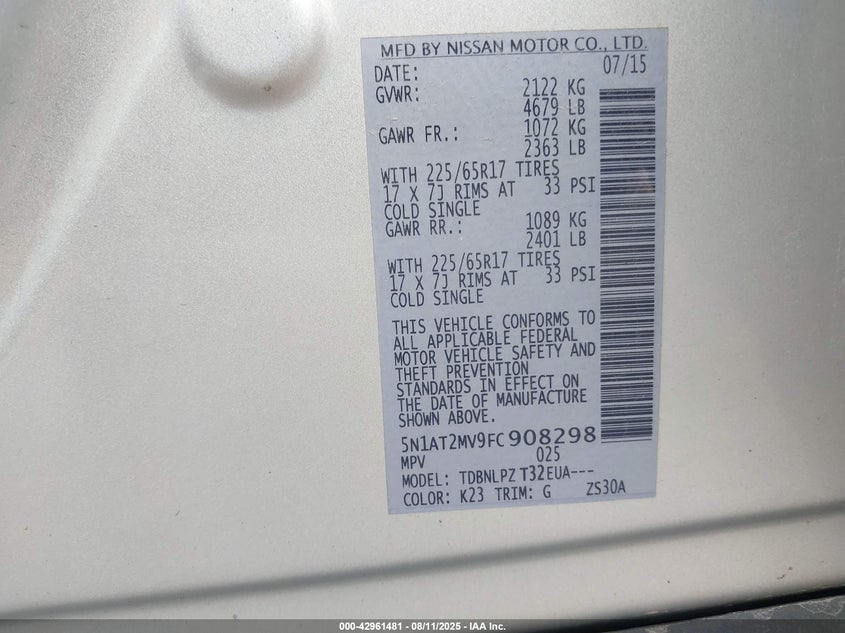 MFD BY NISSAN MOTOR CO., LTD.
DATE: 07/15
GVWR: 2122 KG
4679 LB
GAWR FR.: 1072 KG
2363 LB
WITH 225/65R17 TIRES
17 X 7J RIMS AT 33 PSI
COLD SINGLE
GAWR RR.: 1089 KG
2401 LB
WITH 225/65R17 TIRES
17 X 7J RIMS AT 33 PSI
COLD SINGLE
THIS VEHICLE CONFORMS TO
ALL APPLICABLE FEDERAL
MOTOR VEHICLE SAFETY AND
THEFT PREVENTION
STANDARDS IN EFFECT ON
THE DATE OF MANUFACTURE
SHOWN ABOVE.
5N1AT2MV9FC908298
MPV 025
MODEL: TDBNLPZ T32EUA---
COLOR: K23 TRIM: G ZS30A
000-42961481 - 08/11/2025 - IAA Inc.